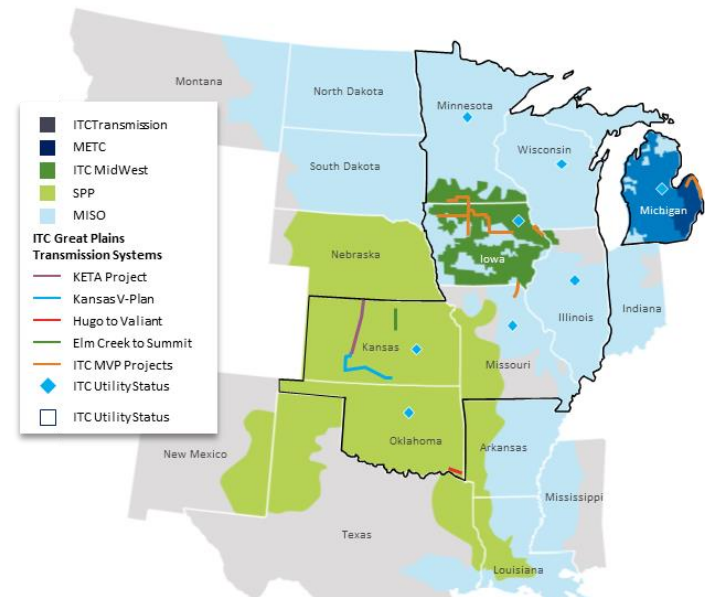 Montana
North Dakota
Minnesota
Wisconsin
South Dakota
Michigan
Nebraska
Iowa
Illinois
Indiana
Kansas
Missouri
Oklahoma
Arkansas
New Mexico
Mississippi
Texas
Louisiana
ITCTransmission
METC
ITC MidWest
SPP
MISO
ITC Great Plains
Transmission Systems
KETA Project
Kansas V-Plan
Hugo to Valiant
Elm Creek to Summit
ITC MVP Projects
ITC Utility Status
ITC Utility Status